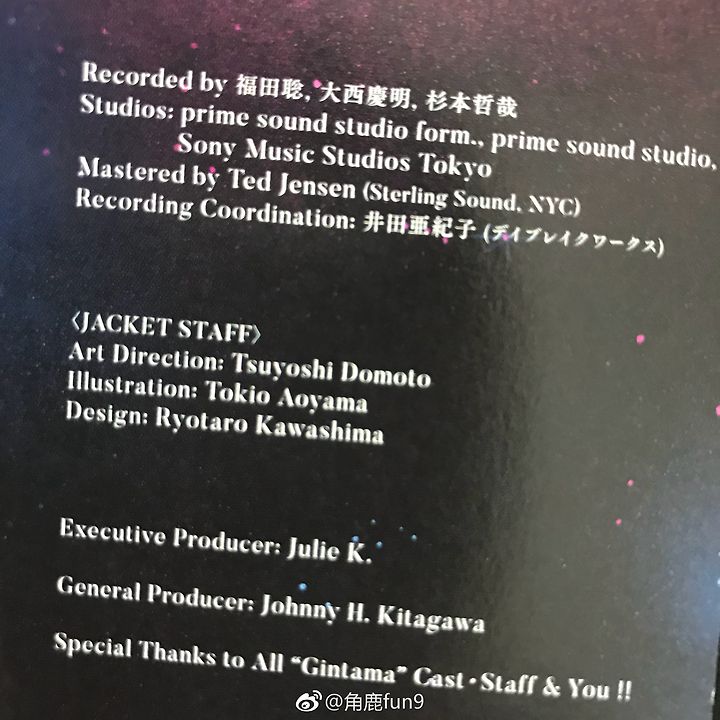 Recorded by 福田聡, 大西慶明, 杉本哲哉
Studios: prime sound studio form., prime sound studio,
Sony Music Studios Tokyo
Mastered by Ted Jensen (Sterling Sound, NYC)
Recording Coordination: 井田亜紀子 (デイブレイクワークス)
〈JACKET STAFF〉
Art Direction: Tsuyoshi Domoto
Illustration: Tokio Aoyama
Design: Ryotaro Kawashima
Executive Producer: Julie K.
General Producer: Johnny H. Kitagawa
Special Thanks to All “Gintama” Cast・Staff & You !!
@角鹿fun9